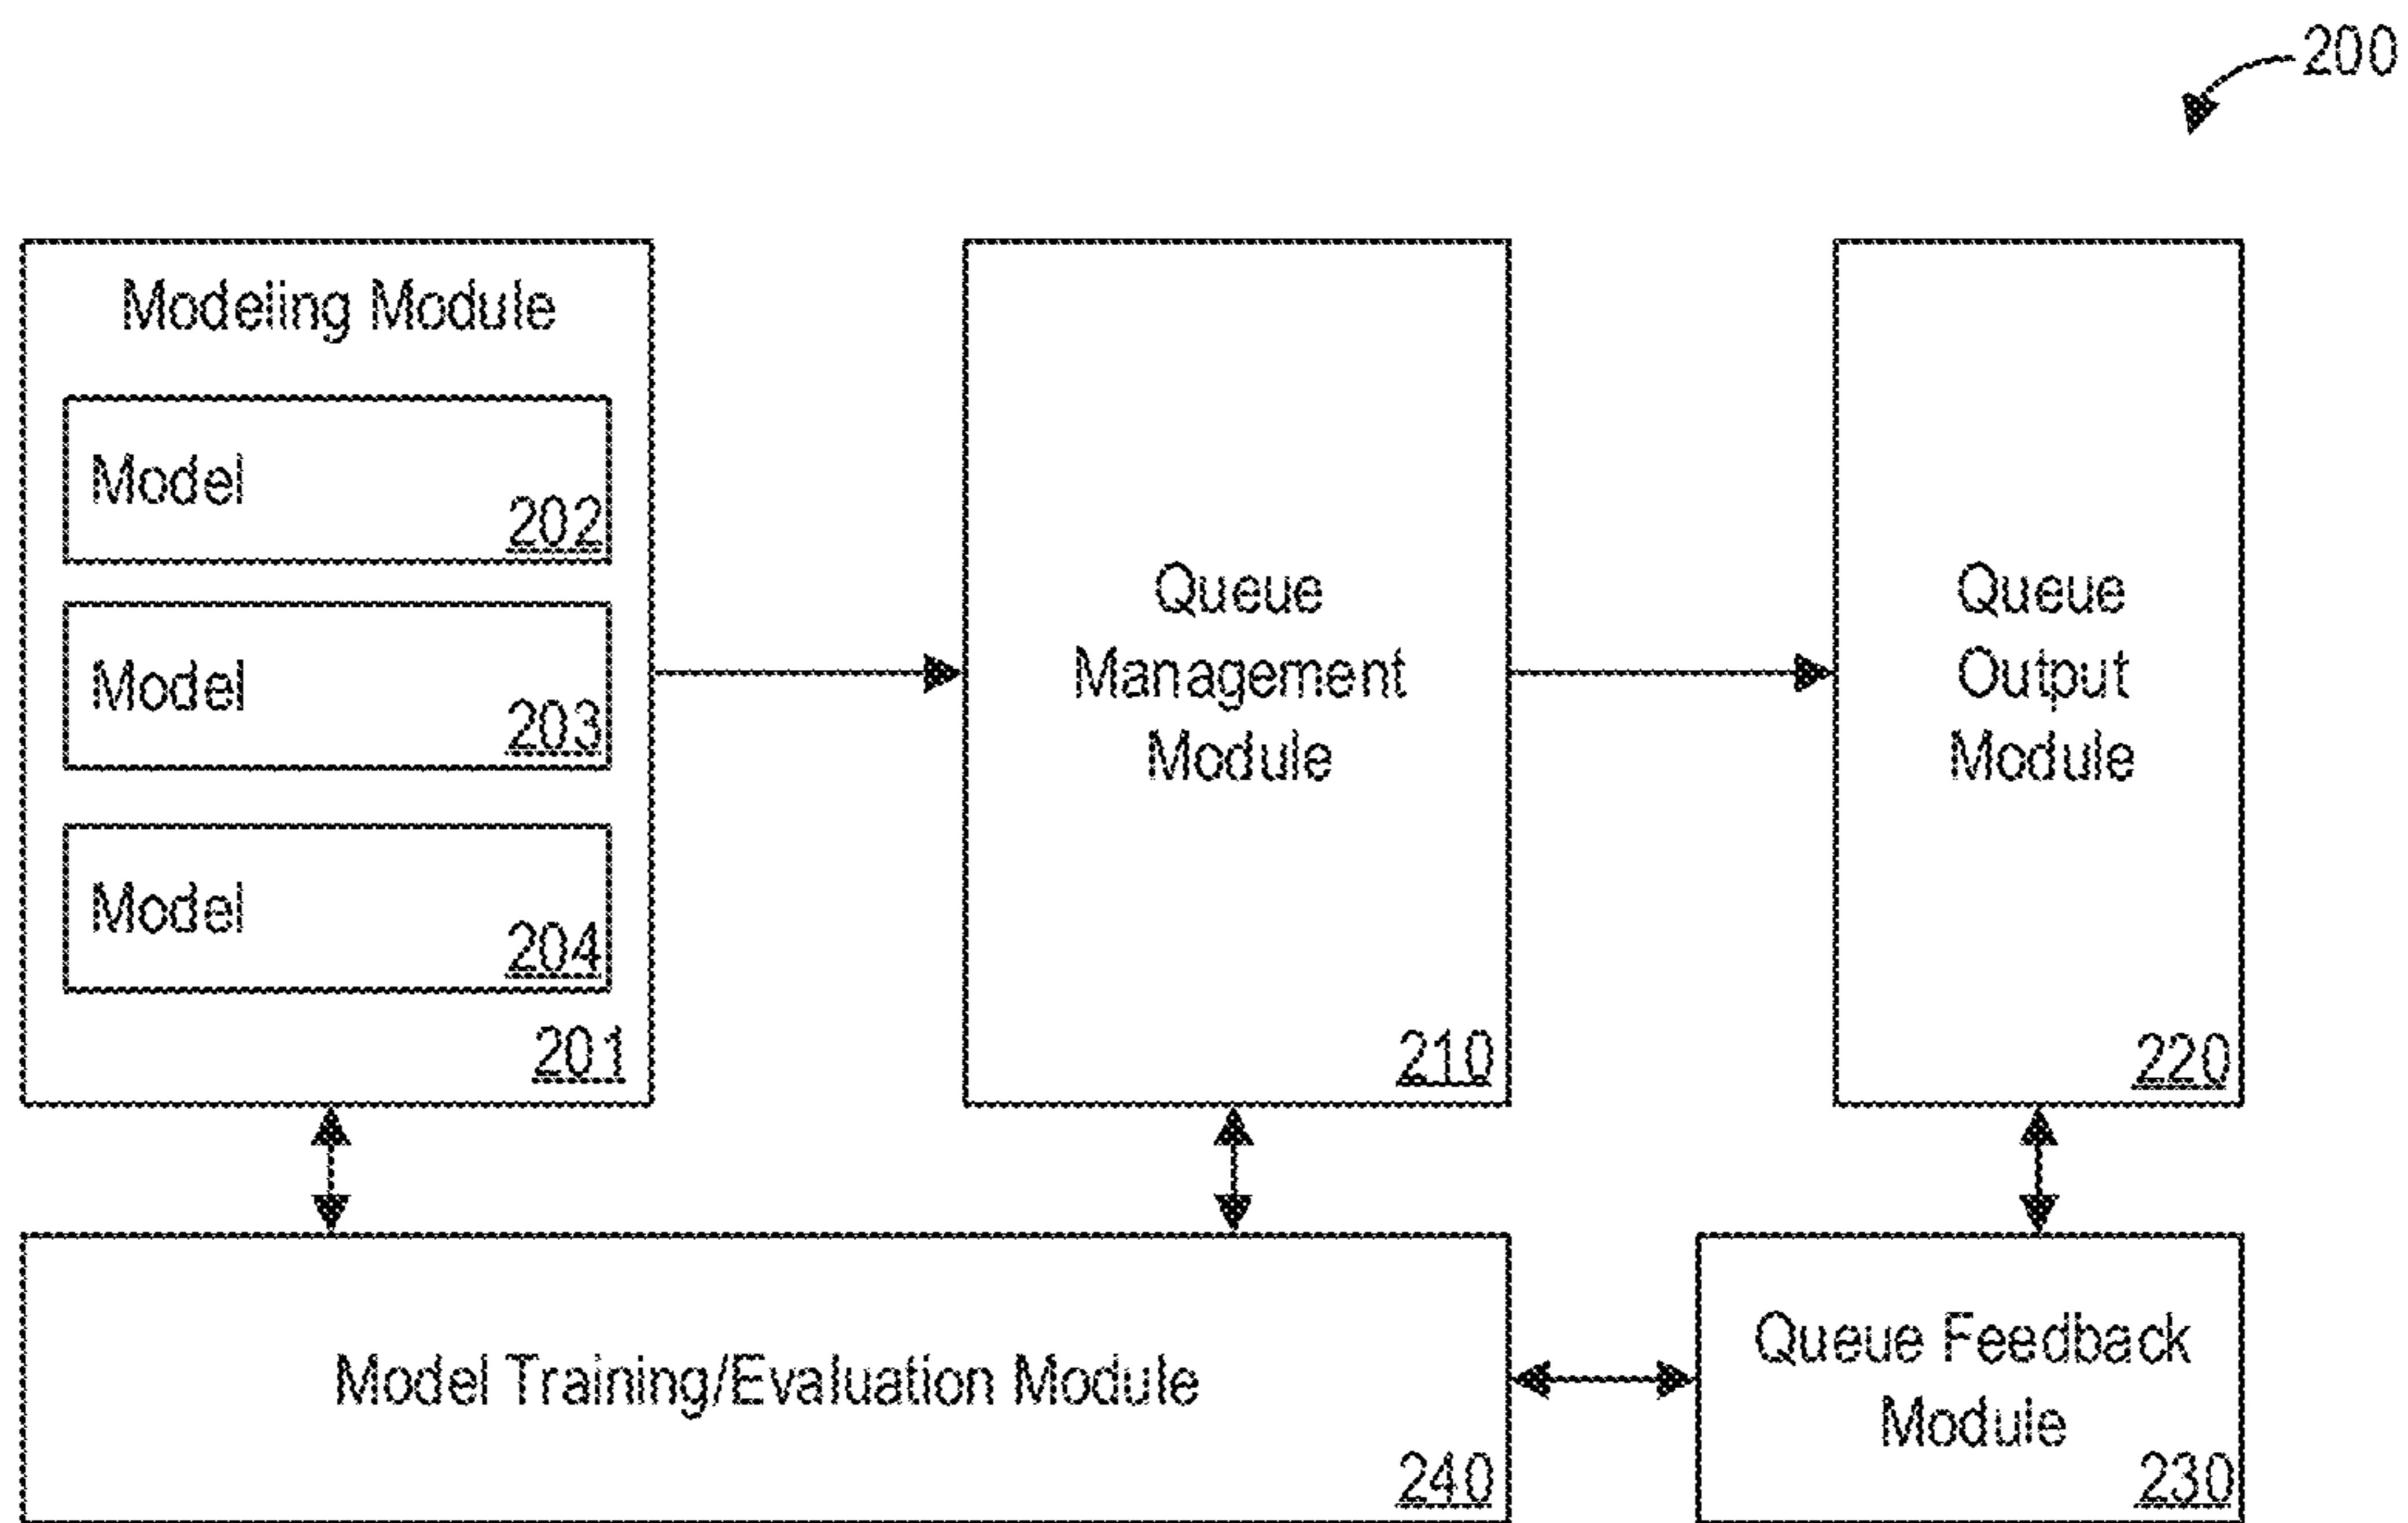 200
Modeling Module
Model
202
Model
203
Model
204
201
Queue
Management
Module
210
Queue
Output
Module
220
Model Training/Evaluation Module
240
Queue Feedback
Module
230